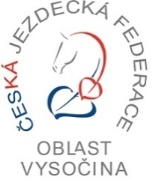 ČESKÁ JEZDECKÁ FEDERACE
OBLAST
VYSOČINA